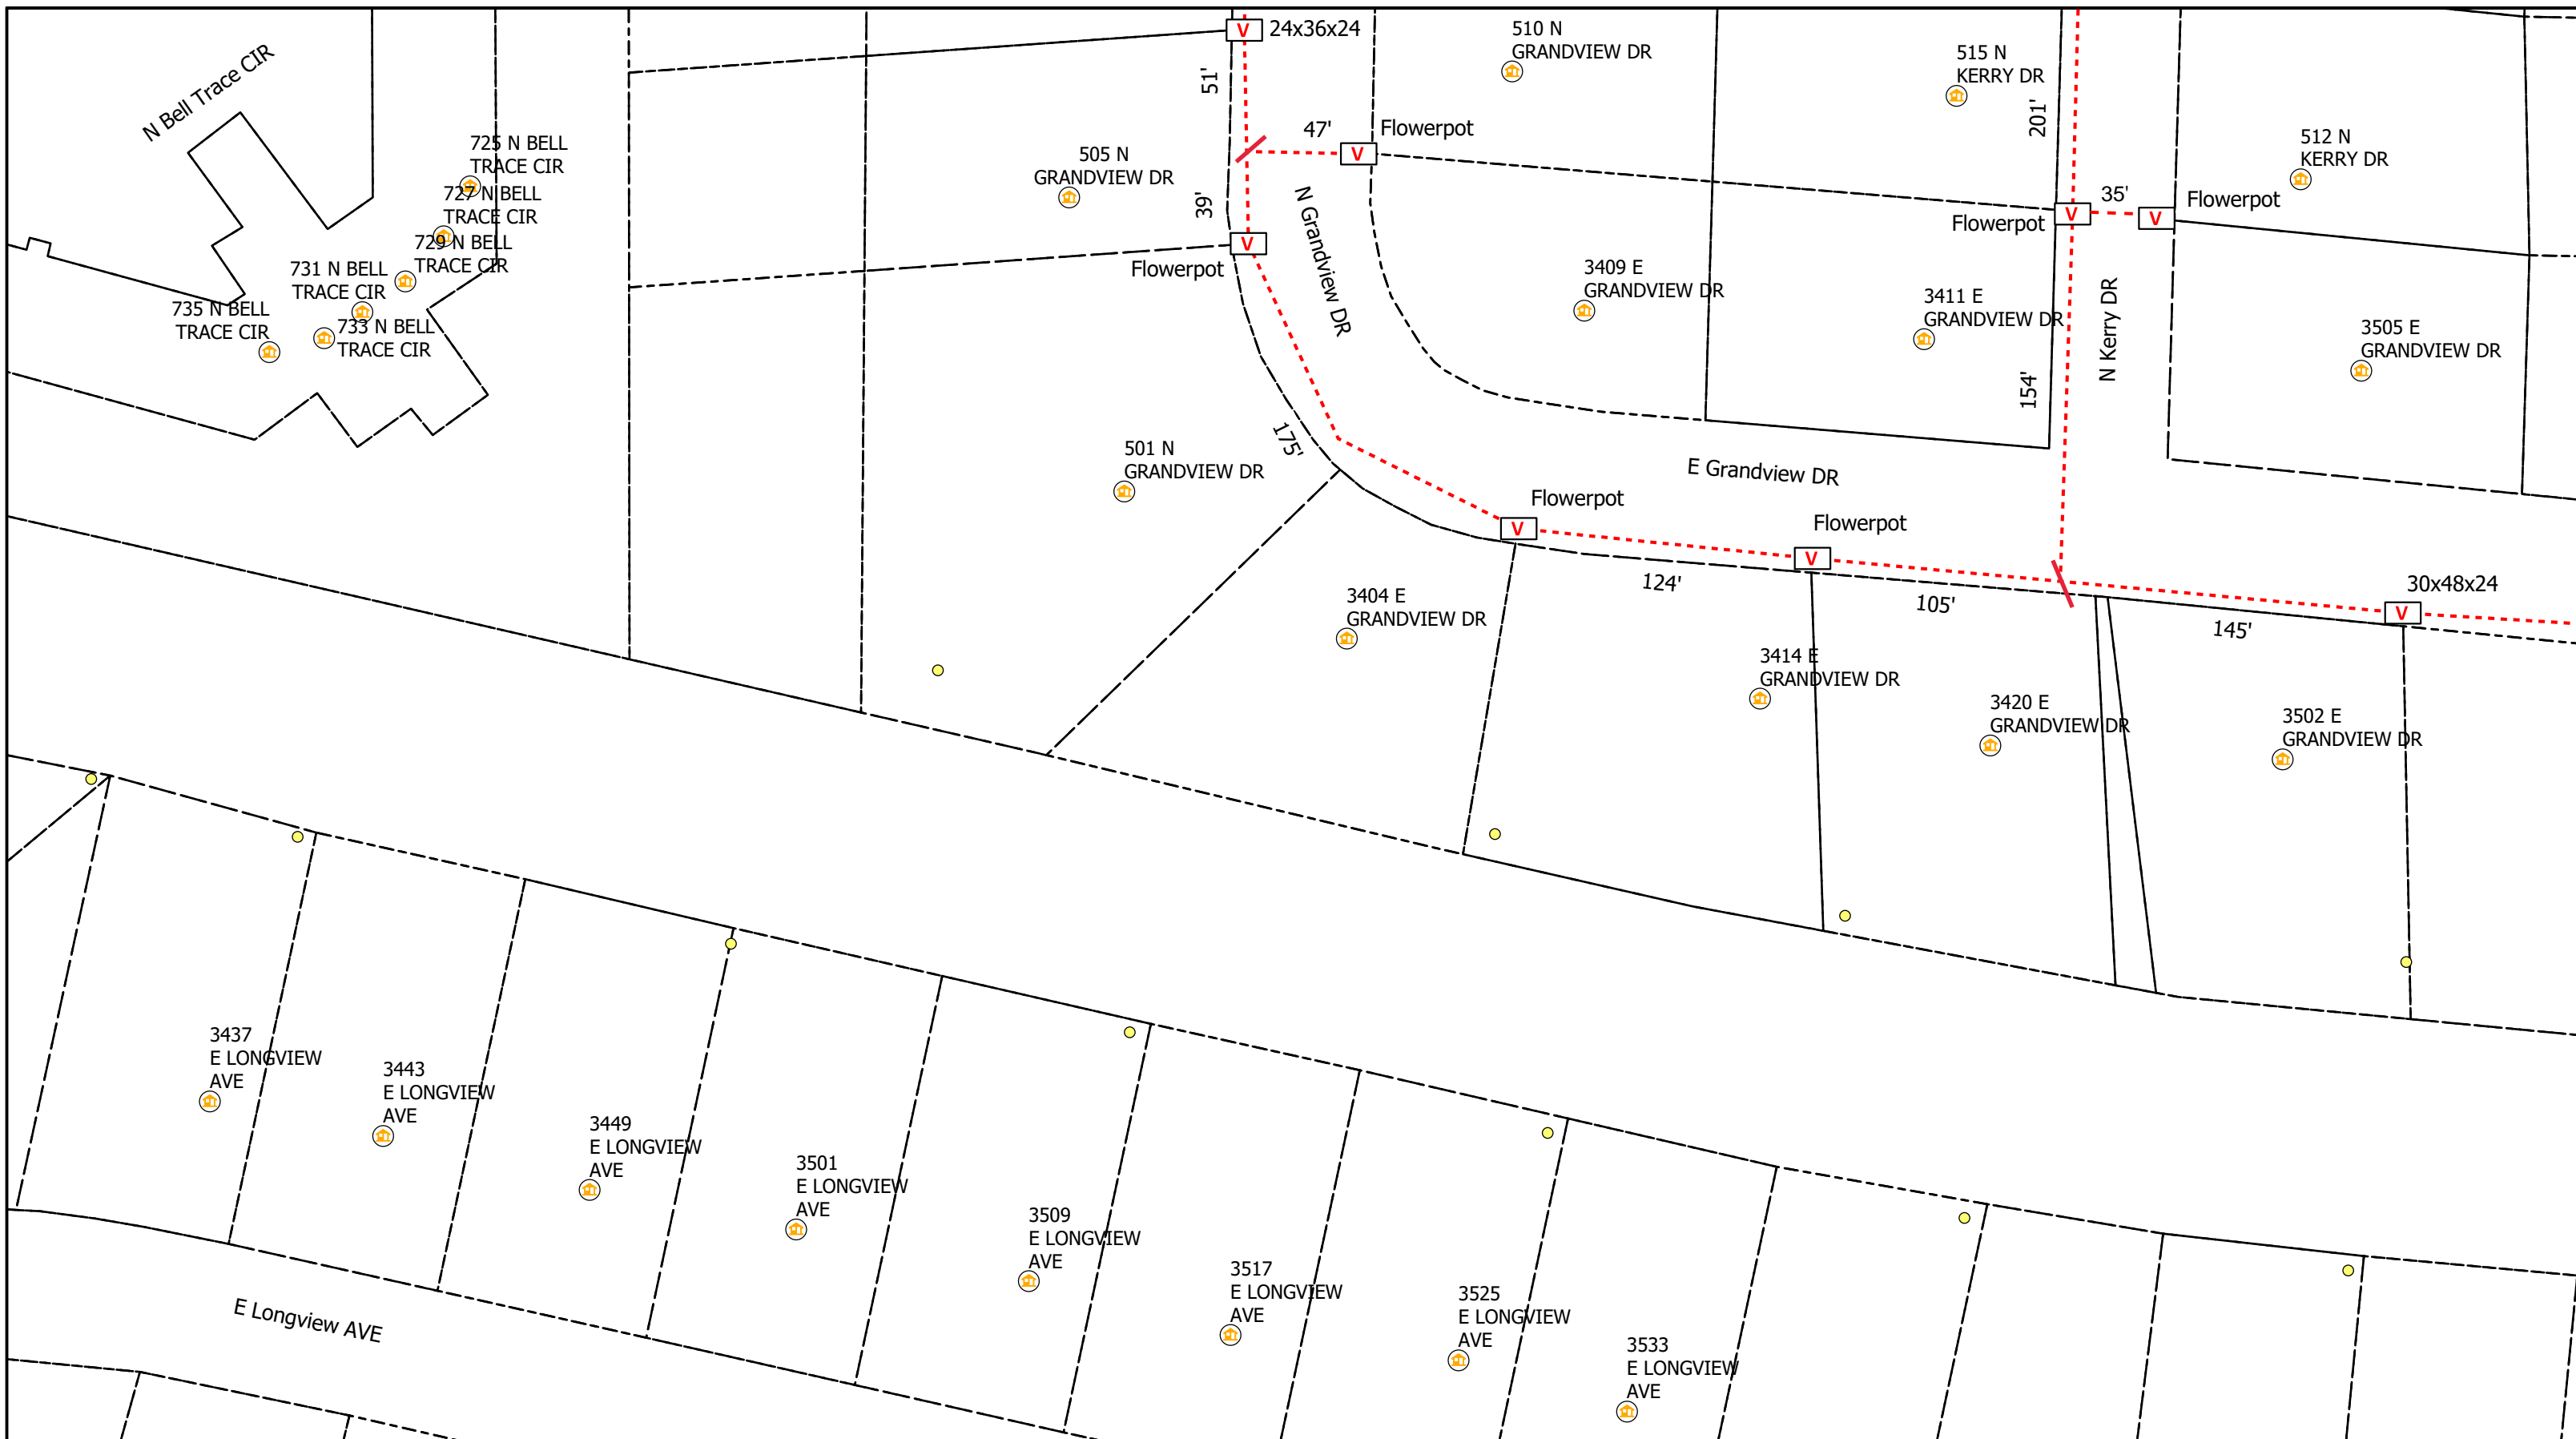 V 24x36x24
510 N
GRANDVIEW DR
515 N
KERRY DR
N Bell Trace CIR
51'
201'
47'
Flowerpot
V
512 N
KERRY DR
725 N BELL
TRACE CIR
505 N
GRANDVIEW DR
727 N BELL
TRACE CIR
39'
N Grandview DR
35'
Flowerpot
V
V
Flowerpot
729 N BELL
TRACE CIR
V
Flowerpot
731 N BELL
TRACE CIR
3409 E
GRANDVIEW DR
3411 E
GRANDVIEW DR
N Kerry DR
735 N BELL
TRACE CIR
733 N BELL
TRACE CIR
3505 E
GRANDVIEW DR
154'
175'
501 N
GRANDVIEW DR
E Grandview DR
Flowerpot
V
Flowerpot
V
124'
105'
30x48x24
V
145'
3404 E
GRANDVIEW DR
3414 E
GRANDVIEW DR
3420 E
GRANDVIEW DR
3502 E
GRANDVIEW DR
3437
E LONGVIEW
AVE
3443
E LONGVIEW
AVE
3449
E LONGVIEW
AVE
3501
E LONGVIEW
AVE
3509
E LONGVIEW
AVE
3517
E LONGVIEW
AVE
3525
E LONGVIEW
AVE
3533
E LONGVIEW
AVE
E Longview AVE